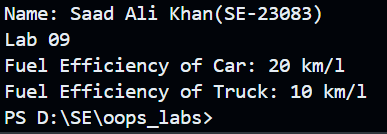 Name: Saad Ali Khan(SE-23083)
Lab 09
Fuel Efficiency of Car: 20 km/l
Fuel Efficiency of Truck: 10 km/l
PS D:\SE\oops_labs>